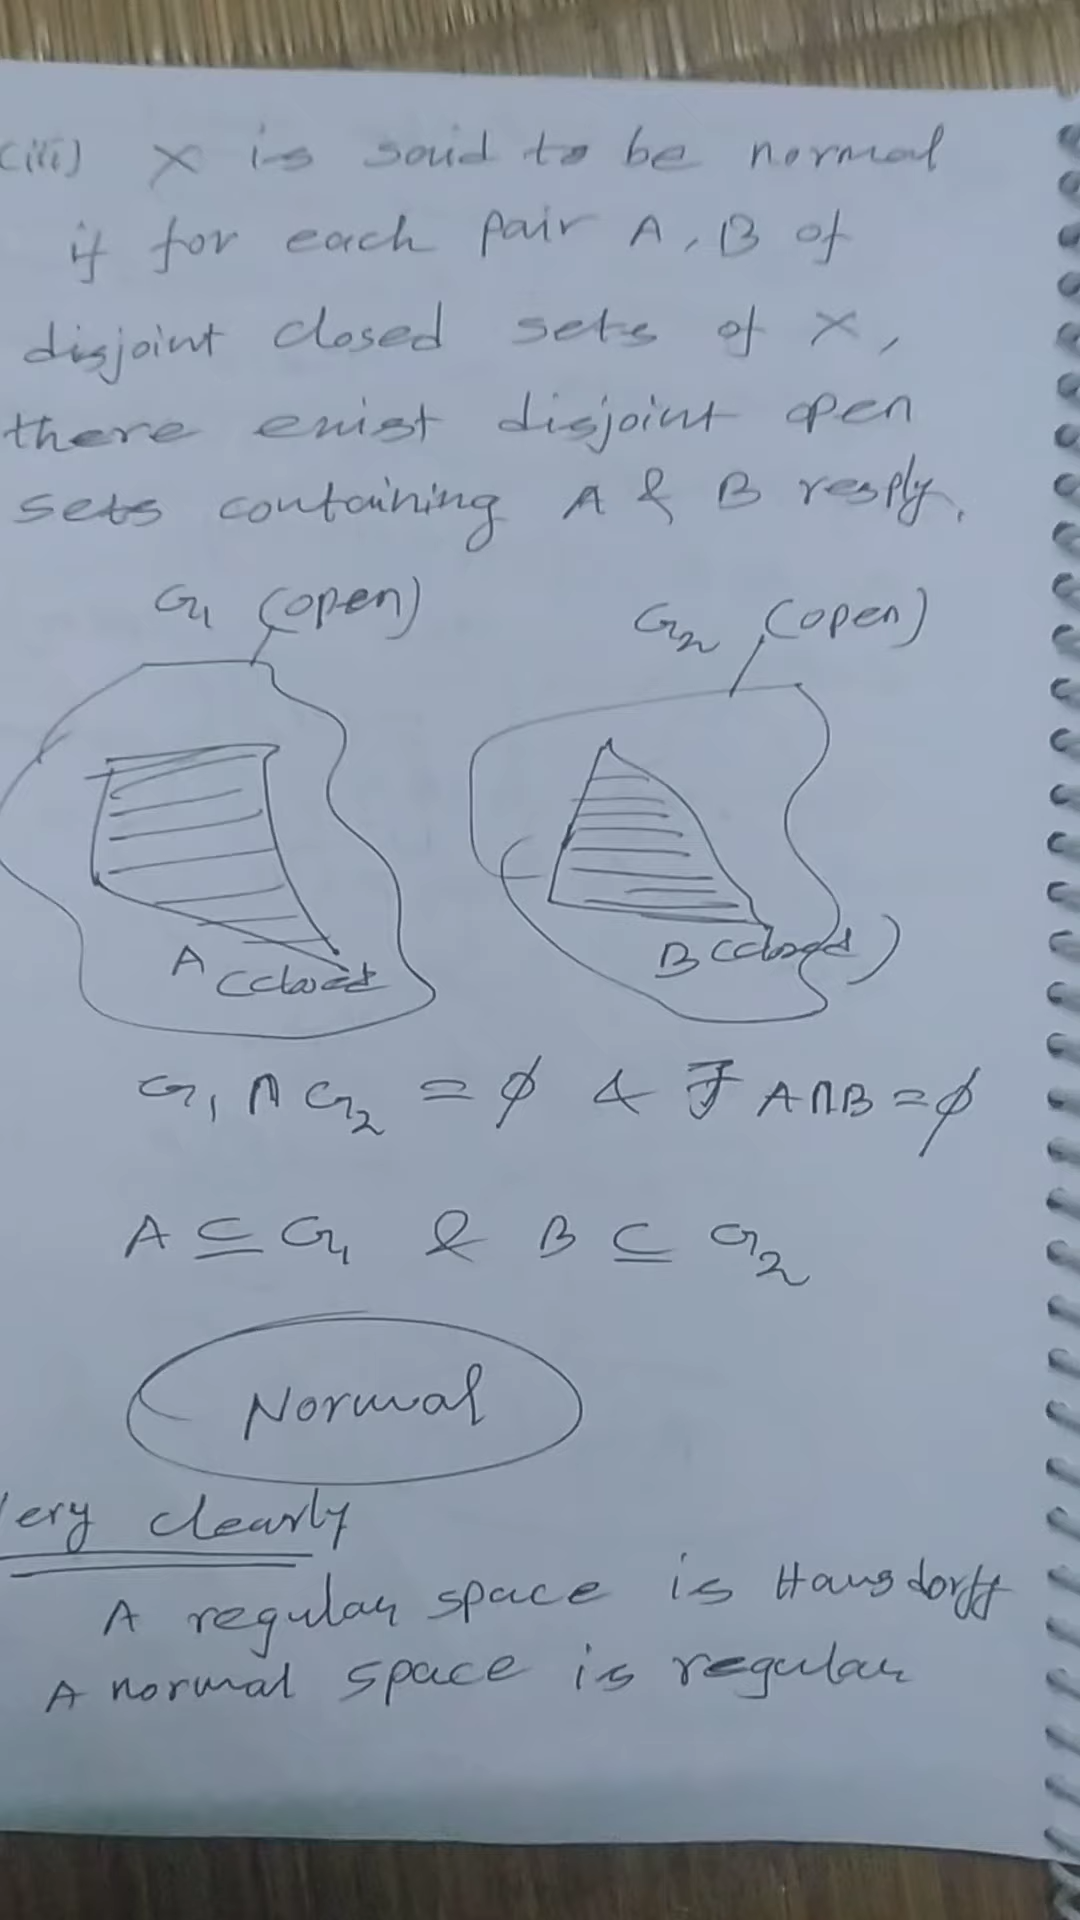 (iii) X is said to be normal
if for each pair A, B of
disjoint closed sets of X,
there exist disjoint open
sets containing A & B resply.
G₁ (open)
G₂ (open)
A (closed
B (closed)
G₁ ∩ G₂ = ∅ & A∩B = ∅
A ⊆ G₁ & B ⊆ G₂
Normal
Very clearly
A regular space is Hausdorff
A normal space is regular